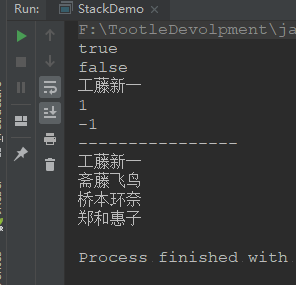 Run: StackDemo ×
F:\TootleDevolpment\ja
true
false
工藤新一
1
-1
-----------------
工藤新一
斋藤飞鸟
桥本环奈
郑和惠子
Process finished with